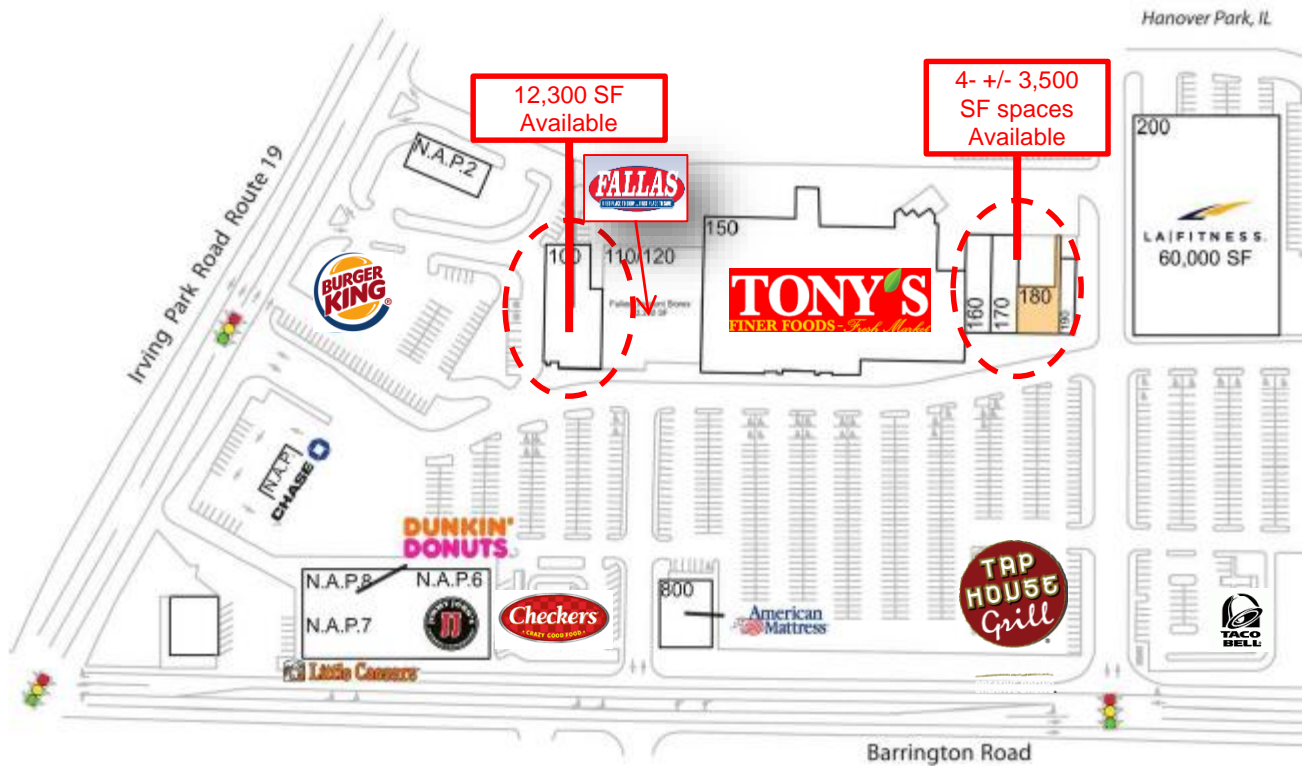 Hanover Park, IL
12,300 SF
Available
4- +/- 3,500
SF spaces
Available
Irving Park Road Route 19
N.A.P.2
FALLAS
100
110/120
150
200
LA|FITNESS.
60,000 SF
BURGER
KING®
TONY'S
FINER FOODS - Fresh Market
160
170
180
190
N.A.P.
CHASE
DUNKIN'
DONUTS
N.A.P.8
N.A.P.6
N.A.P.7
Checkers
CRAZY GOOD FOOD
800
American
Mattress
TAP
HOUSE
Grill
TACO
BELL
Little Caesars
Barrington Road